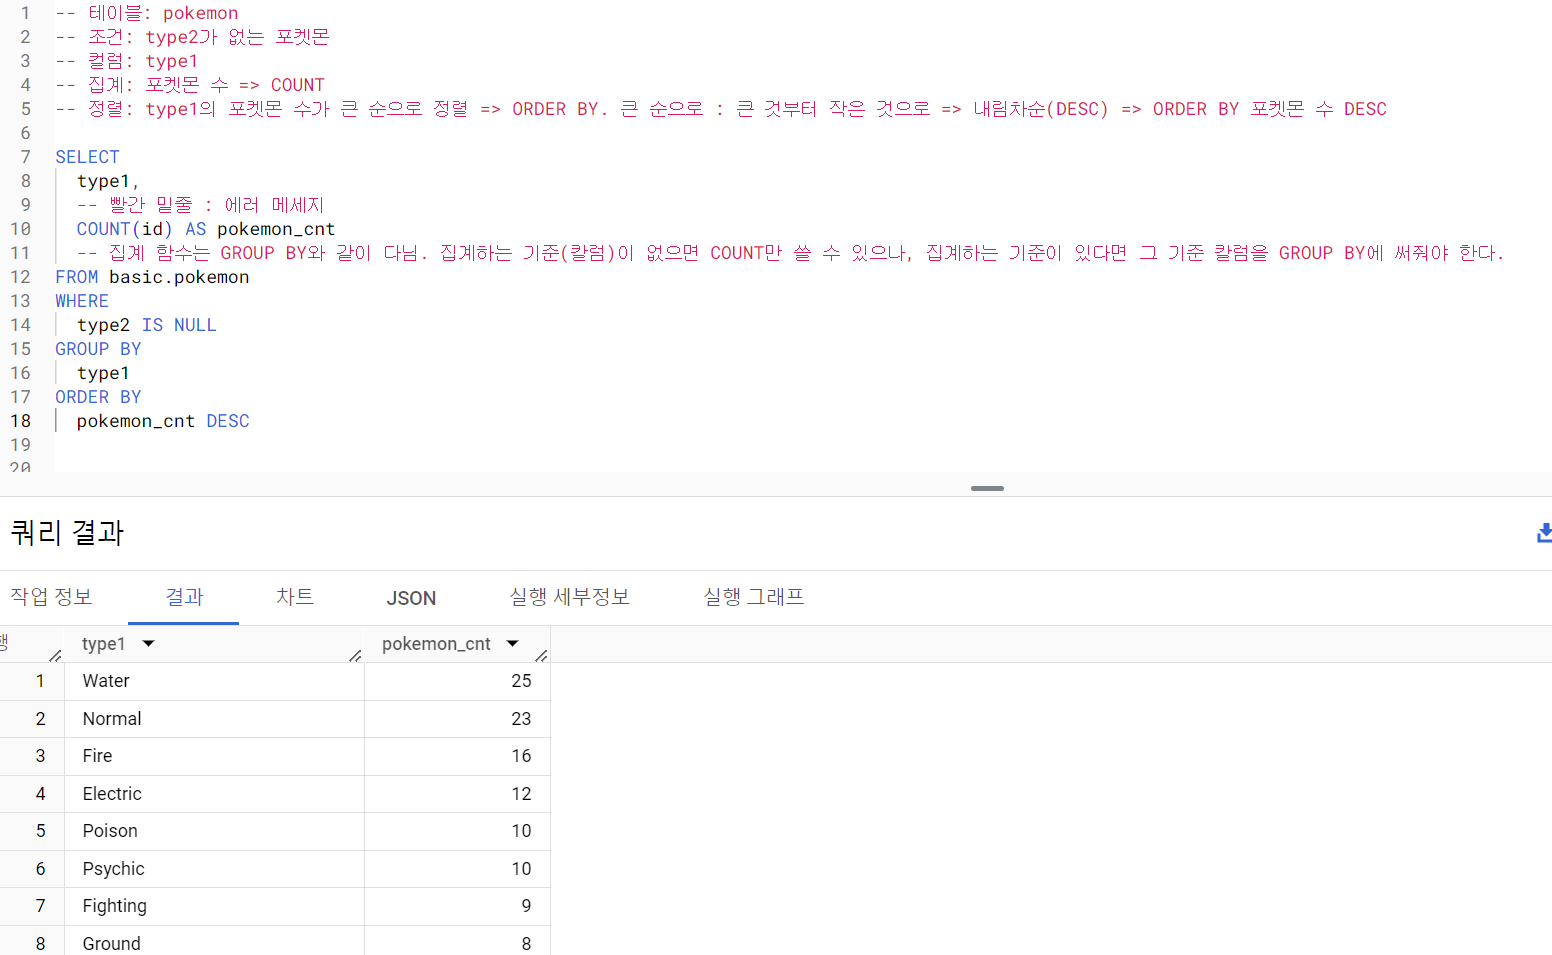 1 -- 테이블: pokemon
2 -- 조건: type2가 없는 포켓몬
3 -- 컬럼: type1
4 -- 집계: 포켓몬 수 => COUNT
5 -- 정렬: type1의 포켓몬 수가 큰 순으로 정렬 => ORDER BY. 큰 순으로 : 큰 것부터 작은 것으로 => 내림차순(DESC) => ORDER BY 포켓몬 수 DESC
6
7 SELECT
8 type1,
9 -- 빨간 밑줄 : 에러 메세지
10 COUNT(id) AS pokemon_cnt
11 -- 집계 함수는 GROUP BY와 같이 다님. 집계하는 기준(칼럼)이 없으면 COUNT만 쓸 수 있으나, 집계하는 기준이 있다면 그 기준 칼럼을 GROUP BY에 써줘야 한다.
12 FROM basic.pokemon
13 WHERE
14 type2 IS NULL
15 GROUP BY
16 type1
17 ORDER BY
18 pokemon_cnt DESC
19
20
쿼리 결과
작업 정보 결과 차트 JSON 실행 세부정보 실행 그래프
행 type1 pokemon_cnt
1 Water 25
2 Normal 23
3 Fire 16
4 Electric 12
5 Poison 10
6 Psychic 10
7 Fighting 9
8 Ground 8